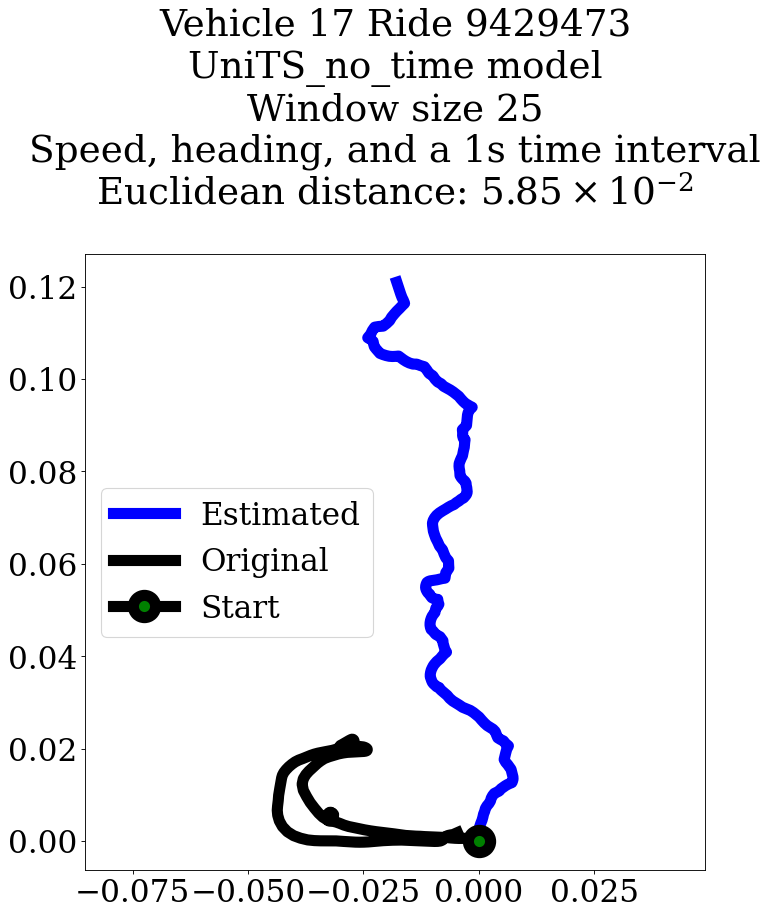 Vehicle 17 Ride 9429473
UniTS_no_time model
Window size 25
Speed, heading, and a 1s time interval
Euclidean distance: 5.85 × 10⁻²
0.12
0.10
0.08
0.06
0.04
0.02
0.00
Estimated
Original
Start
−0.075 −0.050 −0.025 0.000 0.025